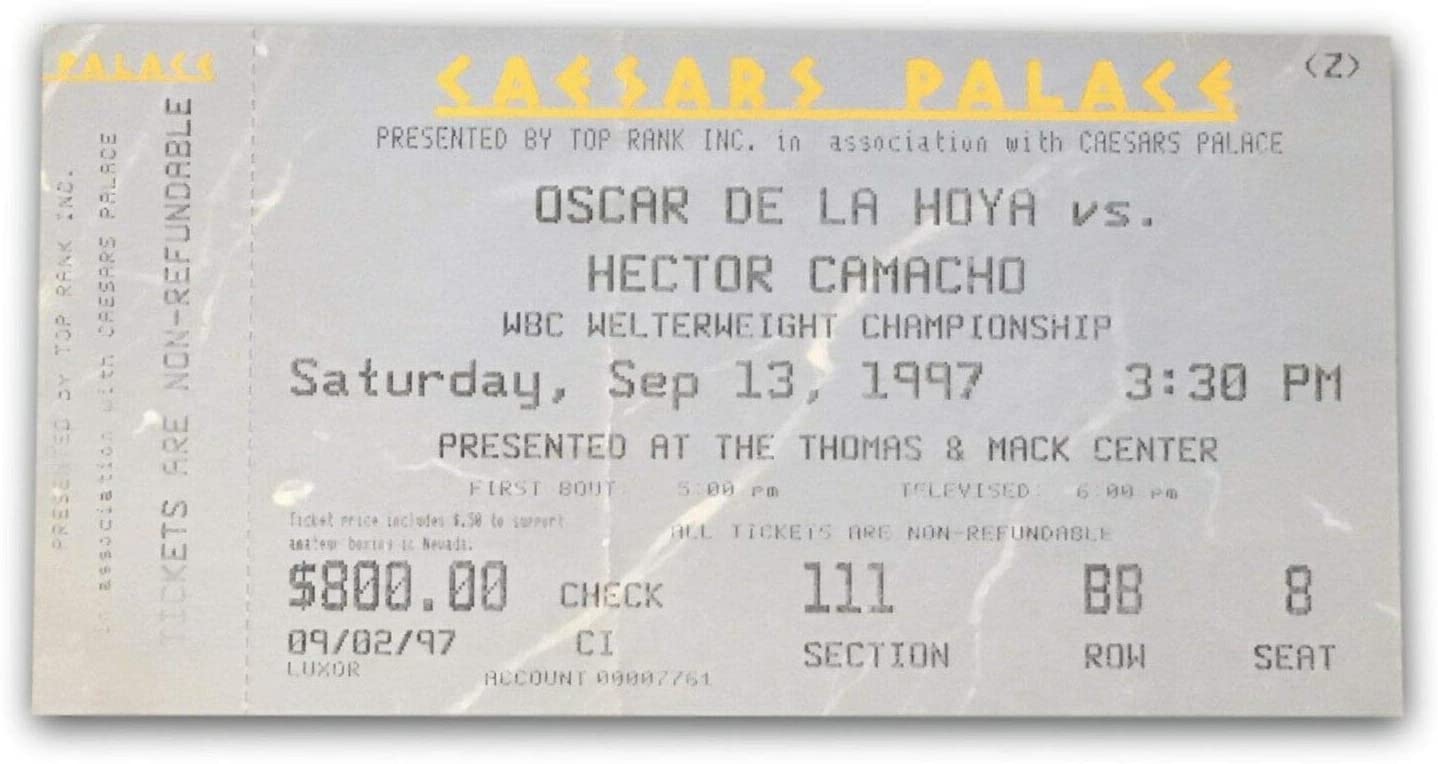 PALACE
PRESENTED BY TOP RANK INC.
in association with CAESARS PALACE
TICKETS ARE NON-REFUNDABLE
CAESARS PALACE
(Z)
PRESENTED BY TOP RANK INC. in association with CAESARS PALACE
OSCAR DE LA HOYA vs.
HECTOR CAMACHO
WBC WELTERWEIGHT CHAMPIONSHIP
Saturday, Sep 13, 1997 3:30 PM
PRESENTED AT THE THOMAS & MACK CENTER
FIRST BOUT: 5:00 pm TELEVISED: 6:00 pm
Ticket price includes $.50 to support
amateur boxing in Nevada.
ALL TICKETS ARE NON-REFUNDABLE
$800.00 CHECK 111 BB 8
09/02/97 CI SECTION ROW SEAT
LUXOR ACCOUNT 00007761